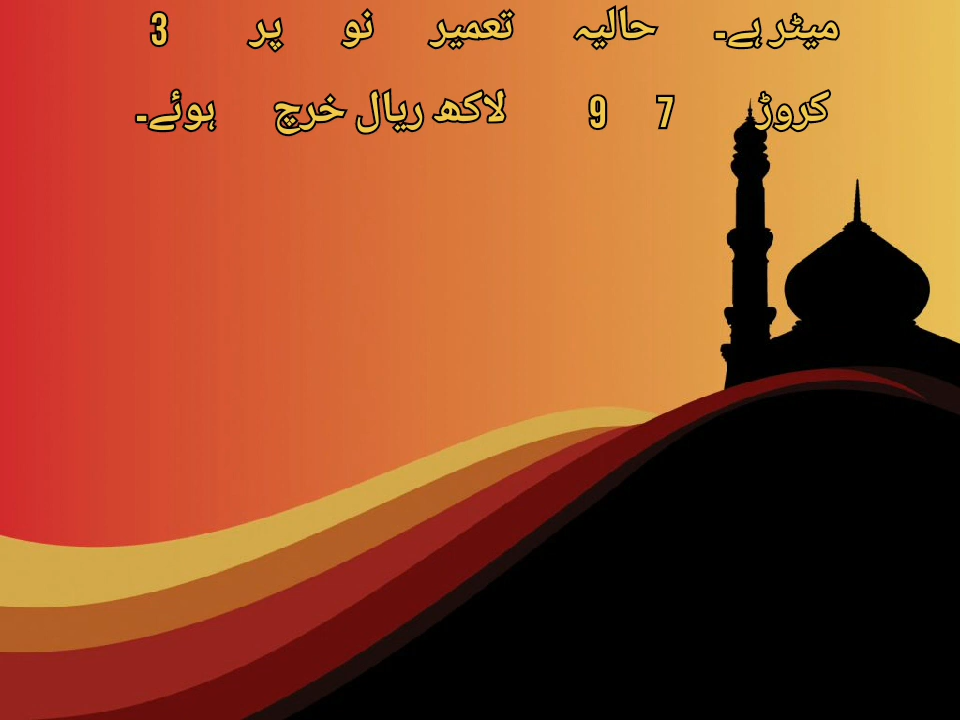 میٹر ہے۔ حالیہ تعمیر نو پر 3
کروڑ 7 9 لاکھ ریال خرچ ہوئے۔